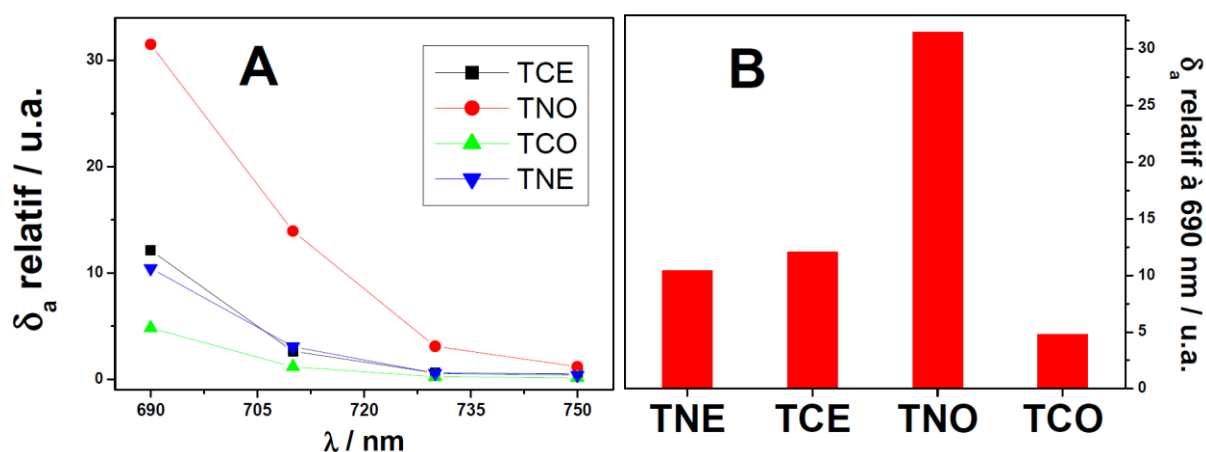 A
TCE
TNO
TCO
TNE
δa relatif / u.a.
30
20
10
0
690 705 720 735 750
λ / nm
B
δa relatif à 690 nm / u.a.
30
25
20
15
10
5
0
TNE TCE TNO TCO